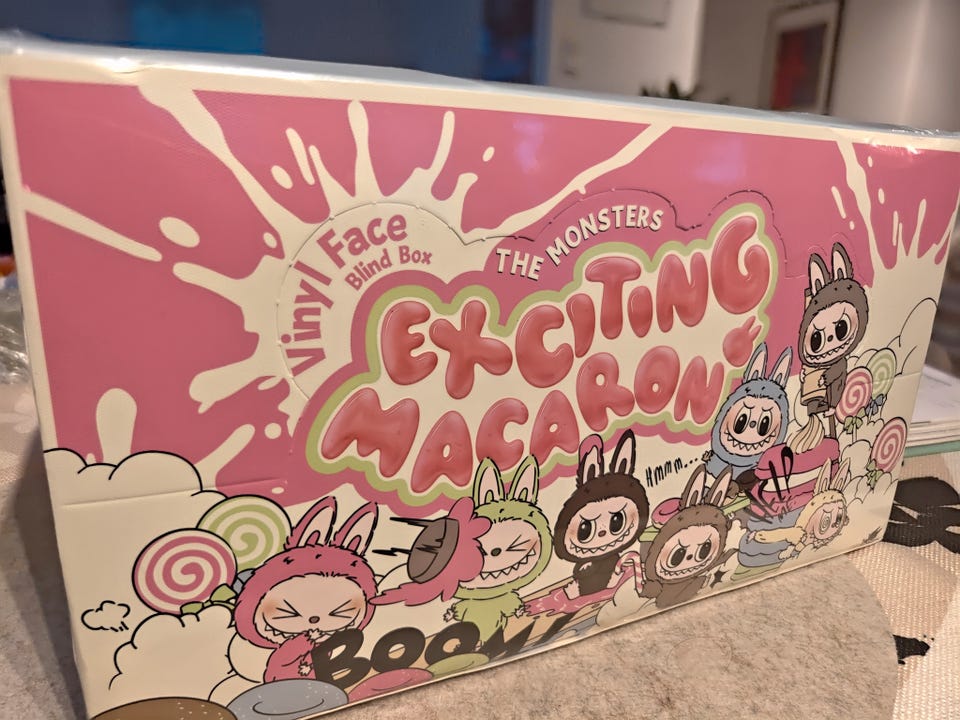 Vinyl Face
Blind Box
THE MONSTERS
EXCITING
MACARON
Hmmm...
BOOM!